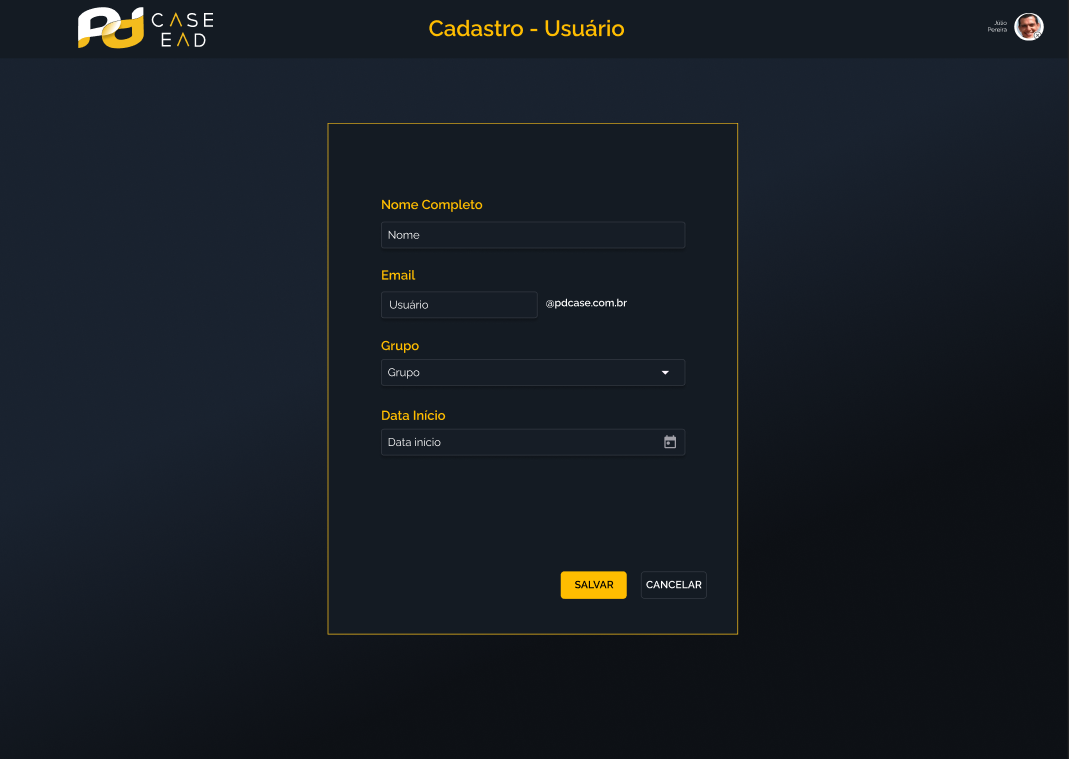 Pd CASE
EAD
Cadastro - Usuário
Júlio
Pereira
Nome Completo
Nome
Email
Usuário @pdcase.com.br
Grupo
Grupo
Data Início
Data início
SALVAR CANCELAR